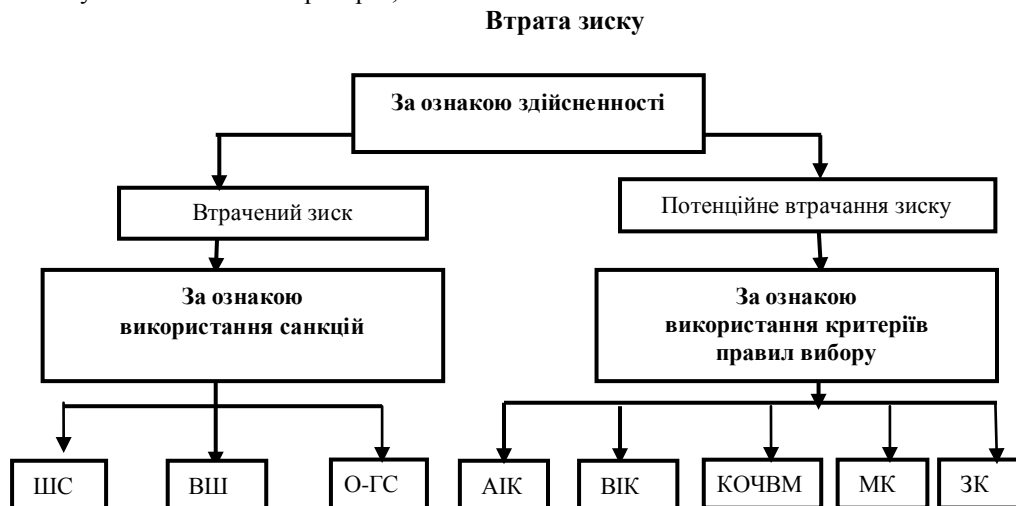 Втрата зиску
За ознакою здійсненності
Втрачений зиск
Потенційне втрачання зиску
За ознакою
використання санкцій
За ознакою
використання критеріїв
правил вибору
ШС
ВШ
О-ГС
АІК
ВІК
КОЧВМ
МК
ЗК